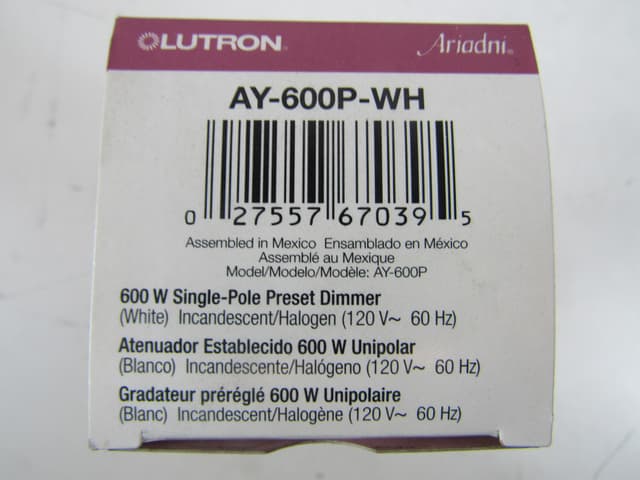 LUTRON® Ariadni®
AY-600P-WH
0 27557 67039 5
Assembled in Mexico Ensamblado en México
Assemblé au Mexique
Model/Modelo/Modèle: AY-600P
600 W Single-Pole Preset Dimmer
(White) Incandescent/Halogen (120 V~ 60 Hz)
Atenuador Establecido 600 W Unipolar
(Blanco) Incandescente/Halógeno (120 V~ 60 Hz)
Gradateur préréglé 600 W Unipolaire
(Blanc) Incandescent/Halogène (120 V~ 60 Hz)